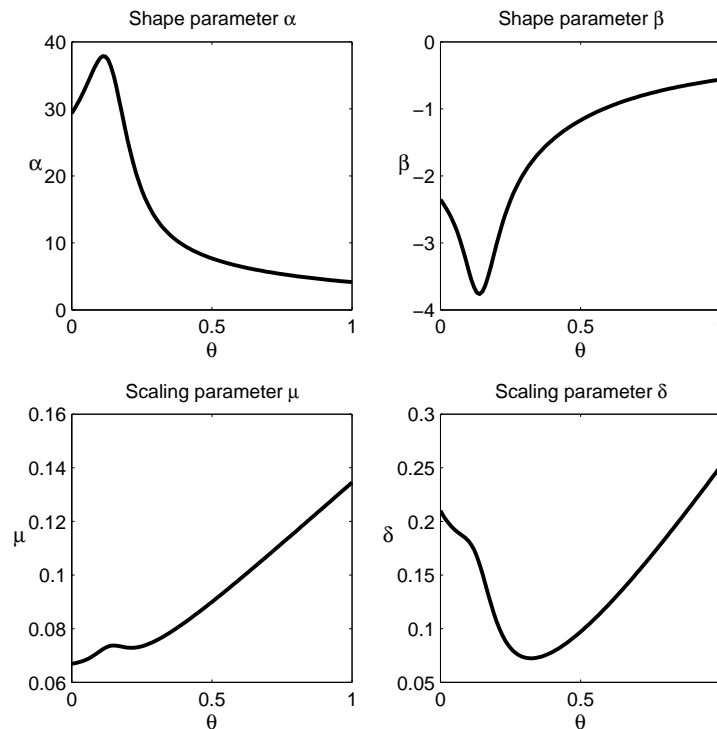 Shape parameter α
40
30
20
10
0
α
0
0.5
1
θ
Shape parameter β
0
−1
−2
−3
−4
β
0
0.5
θ
Scaling parameter μ
0.16
0.14
0.12
0.1
0.08
0.06
μ
0
0.5
1
θ
Scaling parameter δ
0.3
0.25
0.2
0.15
0.1
0.05
δ
0
0.5
θ